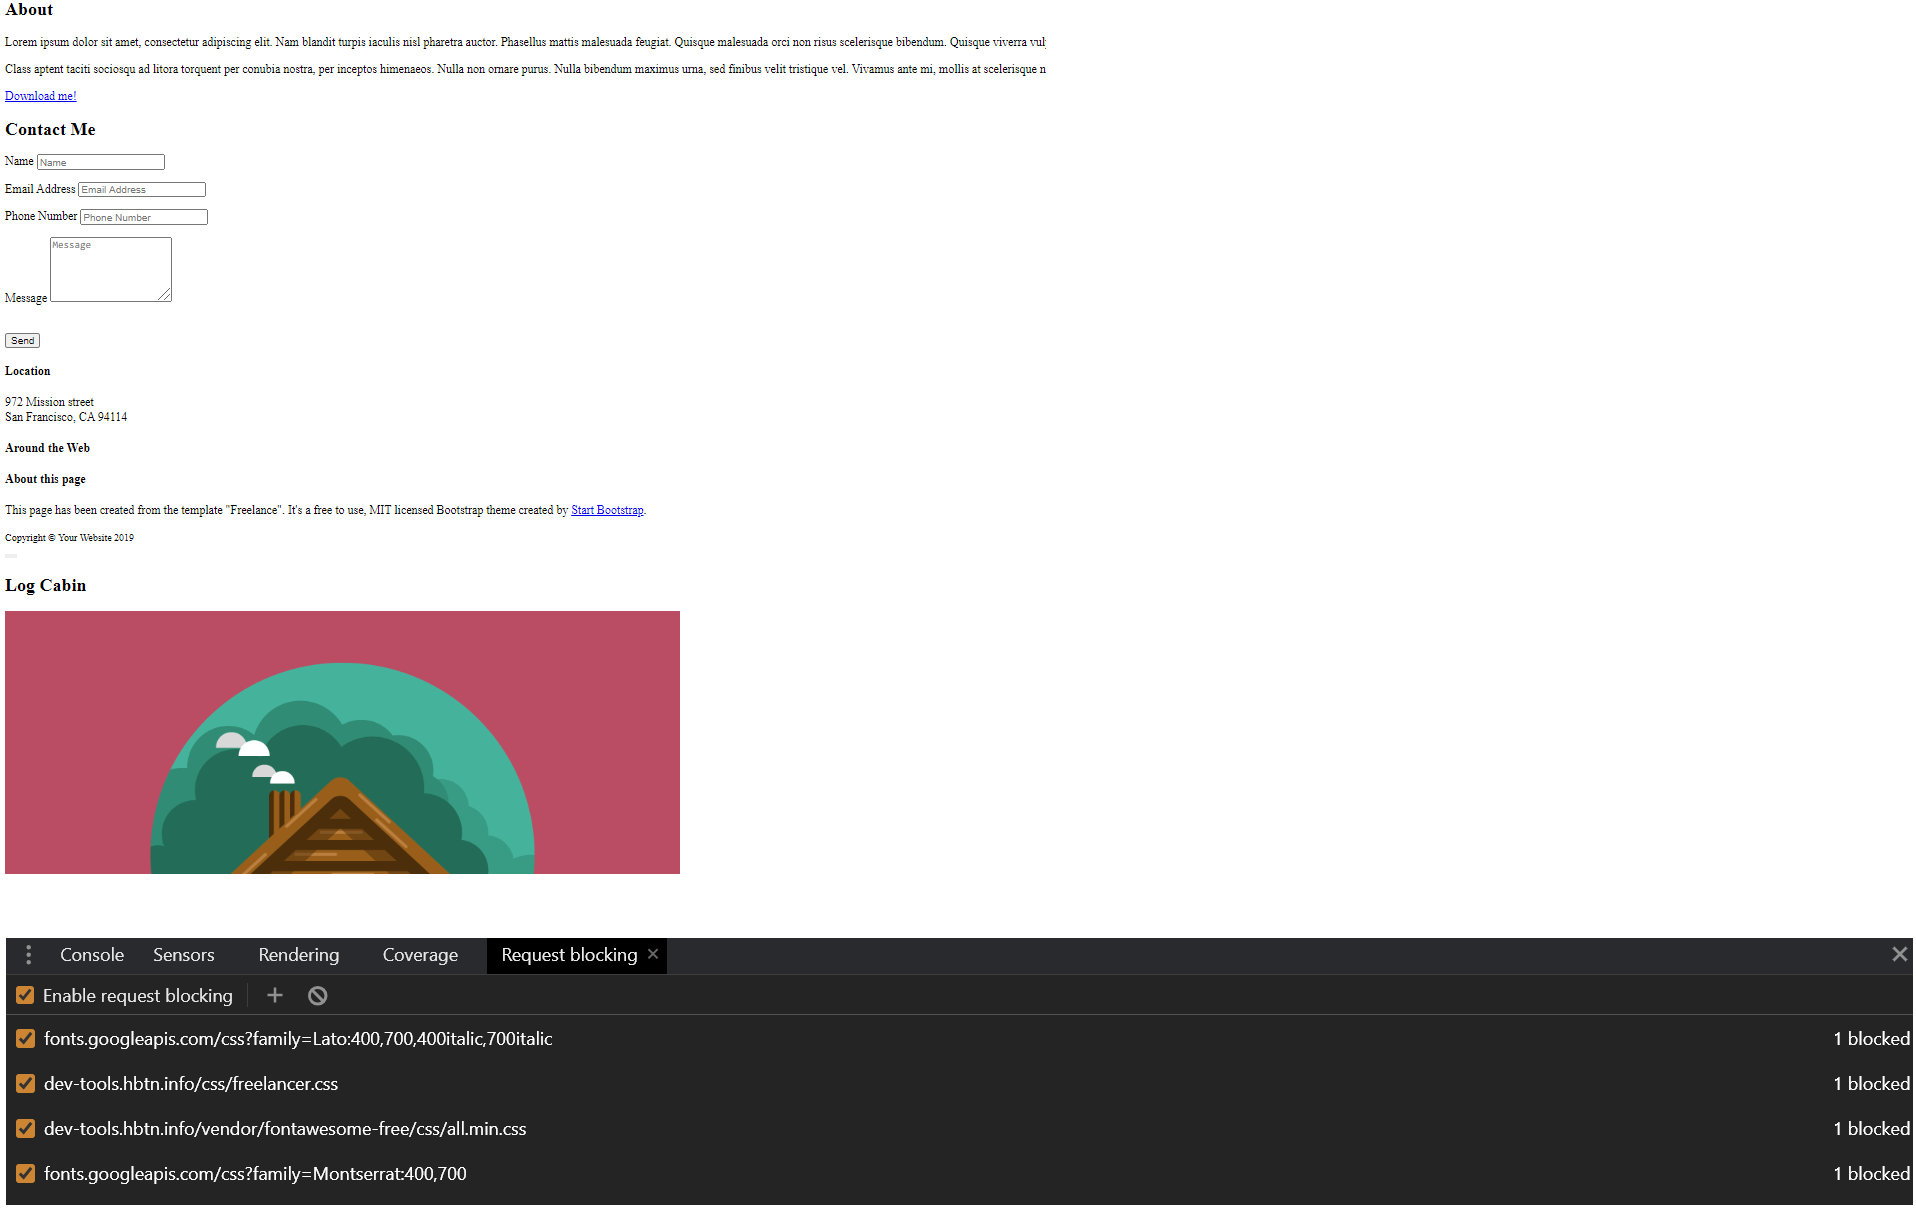 About
Lorem ipsum dolor sit amet, consectetur adipiscing elit. Nam blandit turpis iaculis nisl pharetra auctor. Phasellus mattis malesuada feugiat. Quisque malesuada orci non risus scelerisque bibendum. Quisque viverra vul
Class aptent taciti sociosqu ad litora torquent per conubia nostra, per inceptos himenaeos. Nulla non ornare purus. Nulla bibendum maximus urna, sed finibus velit tristique vel. Vivamus ante mi, mollis at scelerisque n
Download me!
Contact Me
Name Name
Email Address Email Address
Phone Number Phone Number
Message
Message
Send
Location
972 Mission street
San Francisco, CA 94114
Around the Web
About this page
This page has been created from the template "Freelance". It's a free to use, MIT licensed Bootstrap theme created by Start Bootstrap.
Copyright © Your Website 2019
Log Cabin
Console Sensors Rendering Coverage Request blocking
Enable request blocking
fonts.googleapis.com/css?family=Lato:400,700,400italic,700italic 1 blocked
dev-tools.hbtn.info/css/freelancer.css 1 blocked
dev-tools.hbtn.info/vendor/fontawesome-free/css/all.min.css 1 blocked
fonts.googleapis.com/css?family=Montserrat:400,700 1 blocked